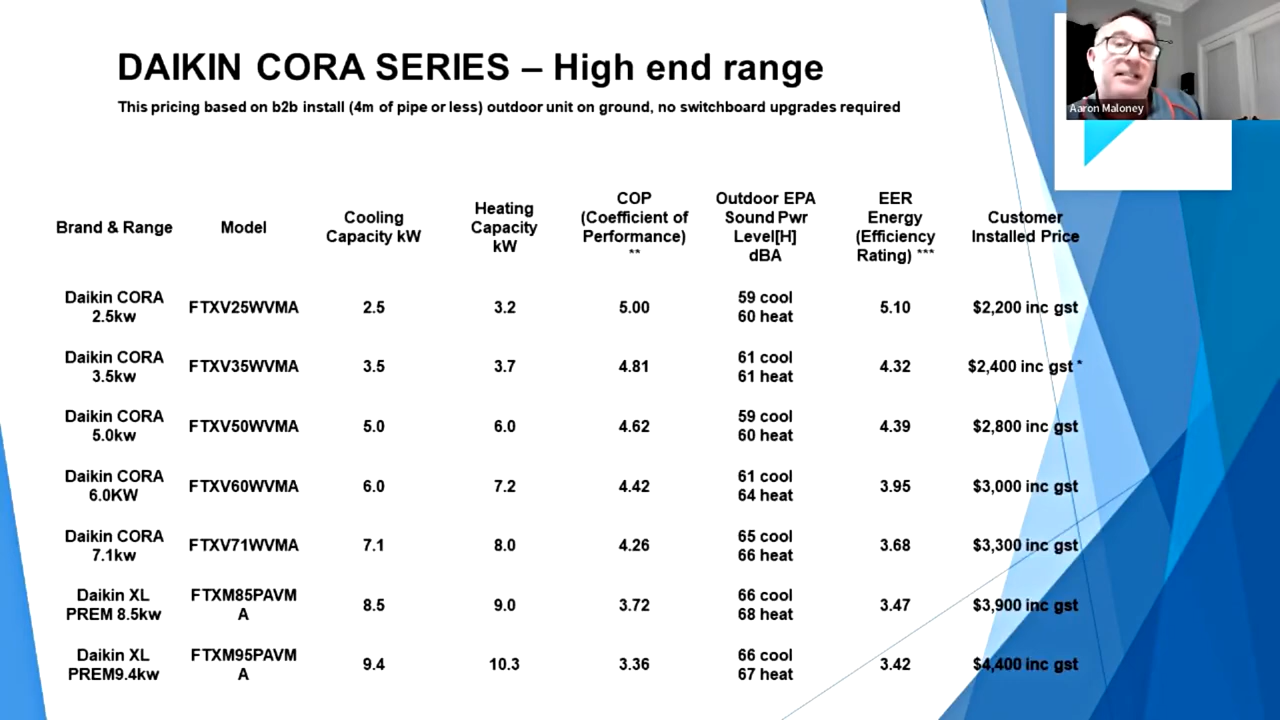 DAIKIN CORA SERIES – High end range
This pricing based on b2b install (4m of pipe or less) outdoor unit on ground, no switchboard upgrades required
Aaron Maloney
Brand & Range Model Cooling Capacity kW Heating Capacity kW COP (Coefficient of Performance) ** Outdoor EPA Sound Pwr Level[H] dBA EER Energy (Efficiency Rating) *** Customer Installed Price
Daikin CORA 2.5kw FTXV25WVMA 2.5 3.2 5.00 59 cool 60 heat 5.10 $2,200 inc gst
Daikin CORA 3.5kw FTXV35WVMA 3.5 3.7 4.81 61 cool 61 heat 4.32 $2,400 inc gst *
Daikin CORA 5.0kw FTXV50WVMA 5.0 6.0 4.62 59 cool 60 heat 4.39 $2,800 inc gst
Daikin CORA 6.0KW FTXV60WVMA 6.0 7.2 4.42 61 cool 64 heat 3.95 $3,000 inc gst
Daikin CORA 7.1kw FTXV71WVMA 7.1 8.0 4.26 65 cool 66 heat 3.68 $3,300 inc gst
Daikin XL PREM 8.5kw FTXM85PAVMA 8.5 9.0 3.72 66 cool 68 heat 3.47 $3,900 inc gst
Daikin XL PREM9.4kw FTXM95PAVMA 9.4 10.3 3.36 66 cool 67 heat 3.42 $4,400 inc gst